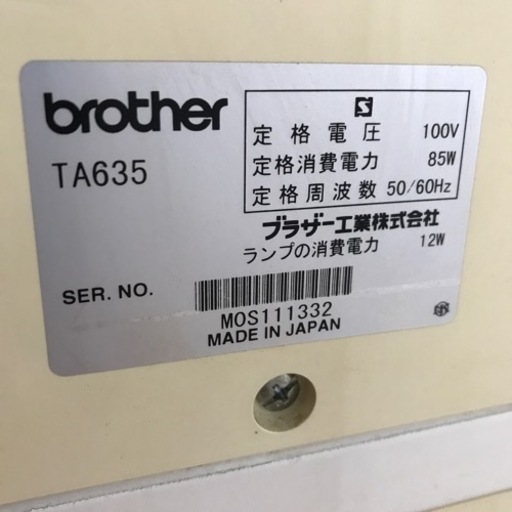 brother
TA635
S
定格電圧 100V
定格消費電力 85W
定格周波数 50/60Hz
ブラザー工業株式会社
ランプの消費電力 12W
SER. NO.
MOS111332
MADE IN JAPAN